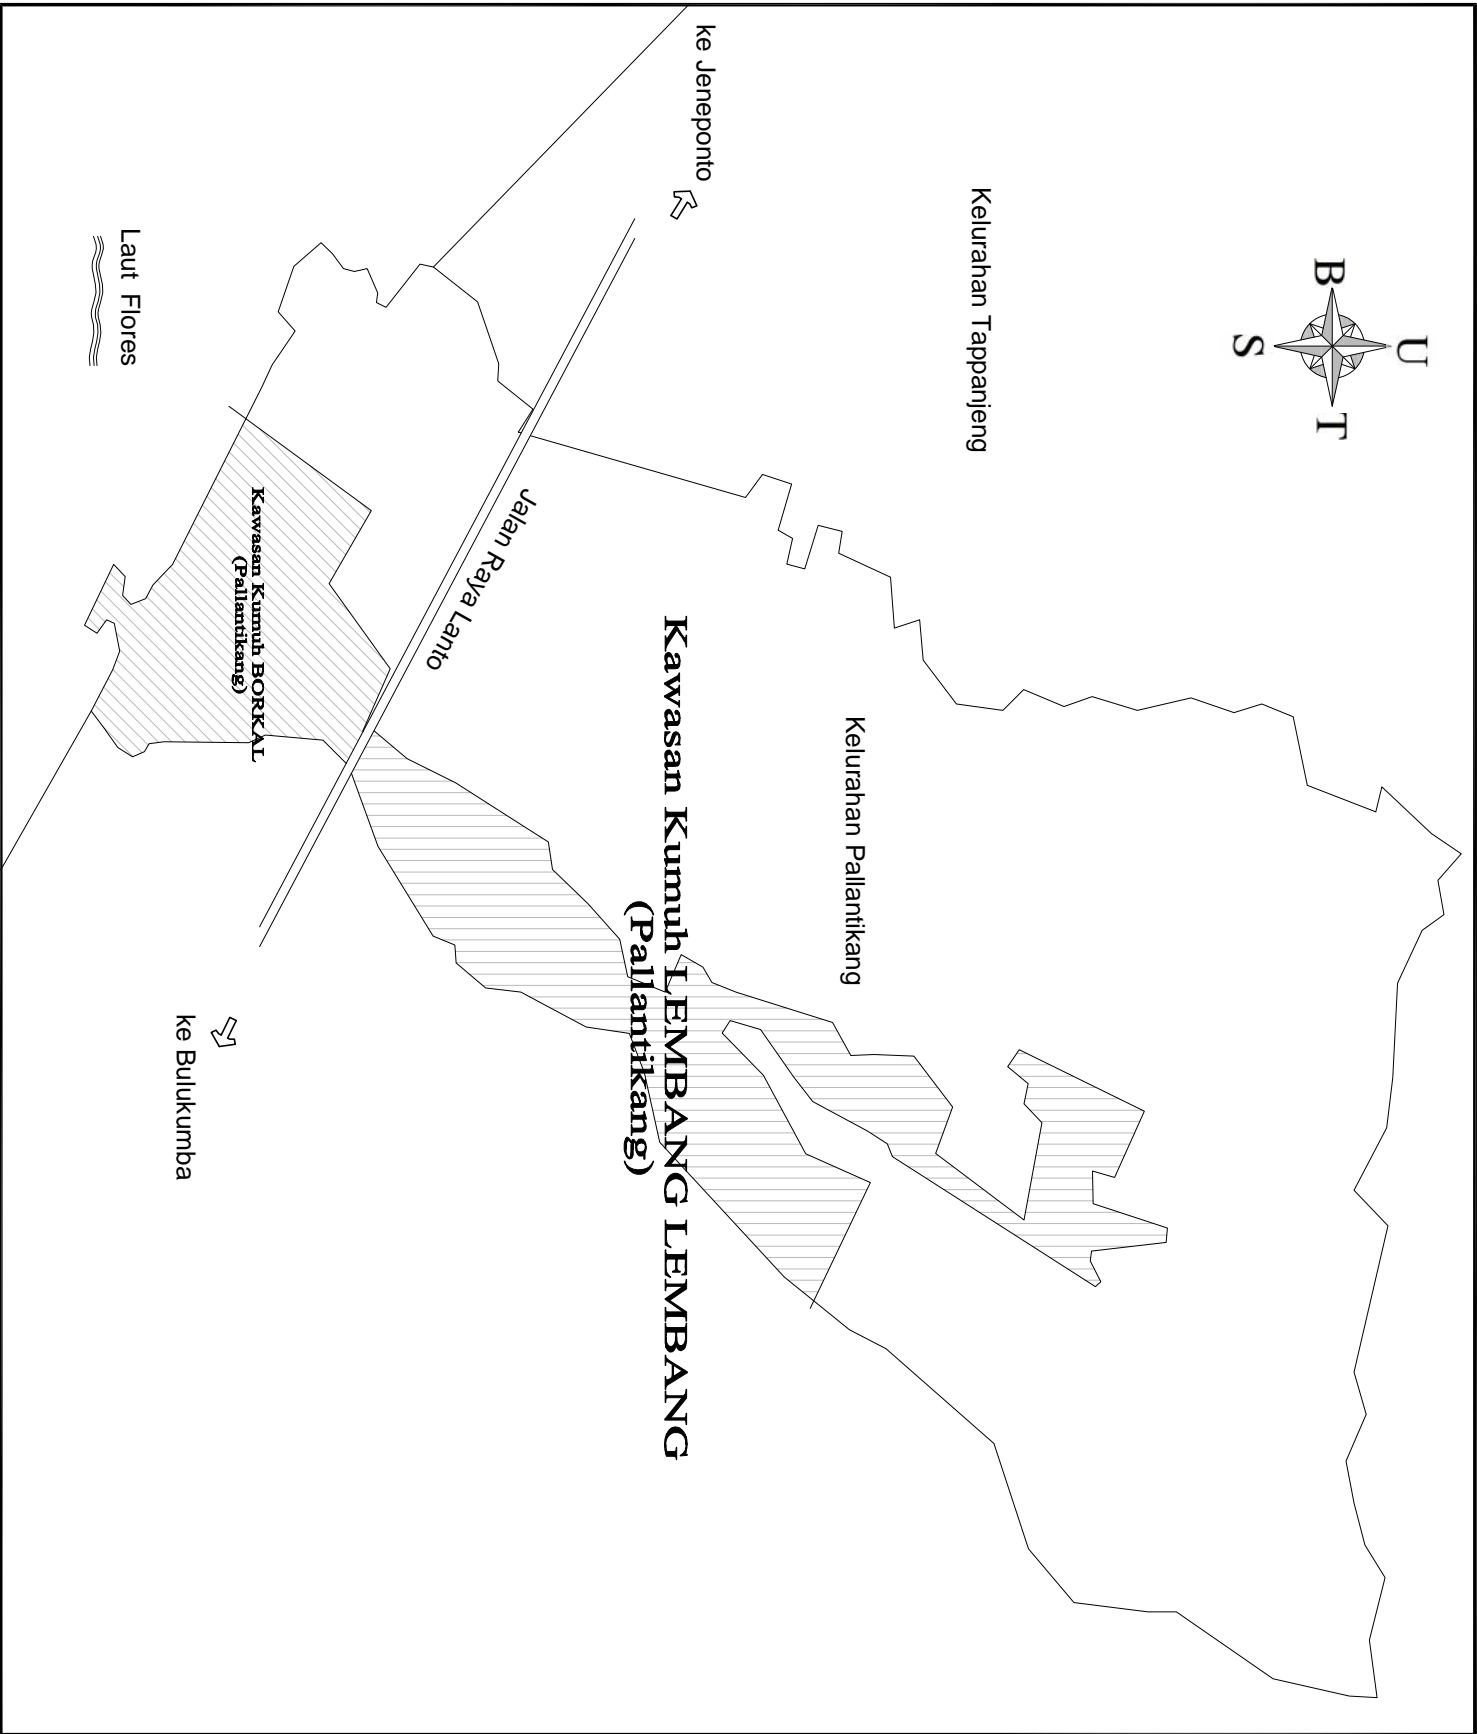 U
B
T
S
Kelurahan Tappanjeng
Kelurahan Pallantikang
ke Jeneponto
Kawasan Kumuh LEMBANG LEMBANG
(Pallantikang)
Jalan Raya Lanto
Kawasan Kumuh BORKAL
(Pallantikang)
ke Bulukumba
Laut Flores